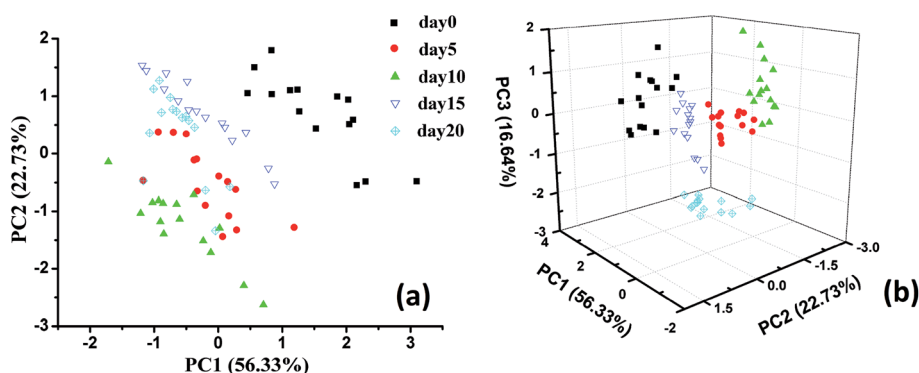 day0
day5
day10
day15
day20
2
1
0
-1
-2
-3
PC2 (22.73%)
-2
-1
0
1
2
3
PC1 (56.33%)
(a)
2
1
0
-1
-2
-3
PC3 (16.64%)
4
2
0
-2
PC1 (56.33%)
1.5
0.0
-1.5
-3.0
PC2 (22.73%)
(b)